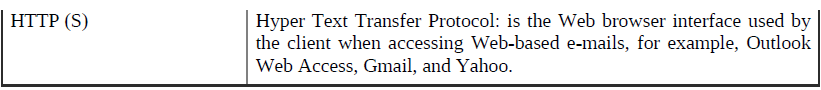 HTTP (S)
Hyper Text Transfer Protocol: is the Web browser interface used by
the client when accessing Web-based e-mails, for example, Outlook
Web Access, Gmail, and Yahoo.